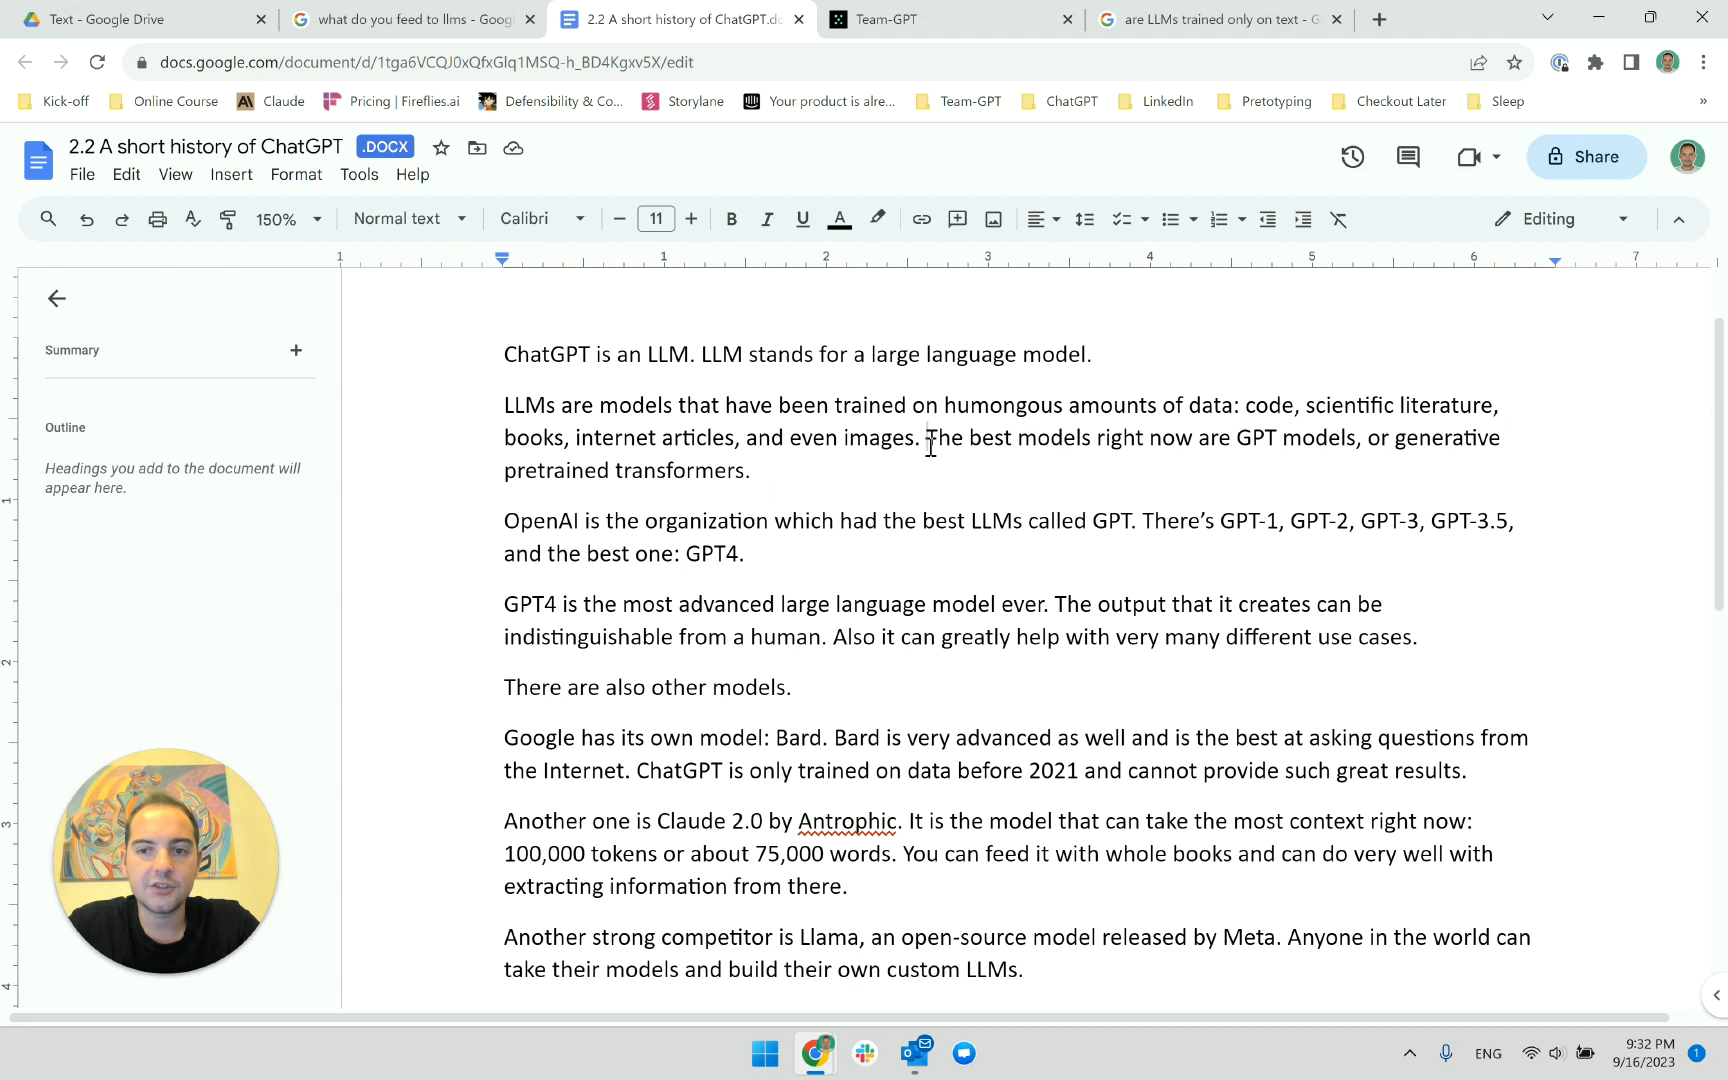 Text - Google Drive
what do you feed to llms - Goog
2.2 A short history of ChatGPT.do
Team-GPT
are LLMs trained only on text - G
docs.google.com/document/d/1tga6VCQJ0xQfxGlq1MSQ-h_BD4Kgxv5X/edit
Kick-off
Online Course
Claude
Pricing | Fireflies.ai
Defensibility & Co...
Storylane
Your product is alre...
Team-GPT
ChatGPT
LinkedIn
Pretotyping
Checkout Later
Sleep
»
2.2 A short history of ChatGPT .DOCX
File Edit View Insert Format Tools Help
Share
150% Normal text Calibri 11 Editing
1 1 2 3 4 5 6 7
Summary
Outline
Headings you add to the document will
appear here.
1
2
3
4
ChatGPT is an LLM. LLM stands for a large language model.
LLMs are models that have been trained on humongous amounts of data: code, scientific literature,
books, internet articles, and even images. The best models right now are GPT models, or generative
pretrained transformers.
OpenAI is the organization which had the best LLMs called GPT. There’s GPT-1, GPT-2, GPT-3, GPT-3.5,
and the best one: GPT4.
GPT4 is the most advanced large language model ever. The output that it creates can be
indistinguishable from a human. Also it can greatly help with very many different use cases.
There are also other models.
Google has its own model: Bard. Bard is very advanced as well and is the best at asking questions from
the Internet. ChatGPT is only trained on data before 2021 and cannot provide such great results.
Another one is Claude 2.0 by Antrophic. It is the model that can take the most context right now:
100,000 tokens or about 75,000 words. You can feed it with whole books and can do very well with
extracting information from there.
Another strong competitor is Llama, an open-source model released by Meta. Anyone in the world can
take their models and build their own custom LLMs.
ENG
9:32 PM
9/16/2023
1